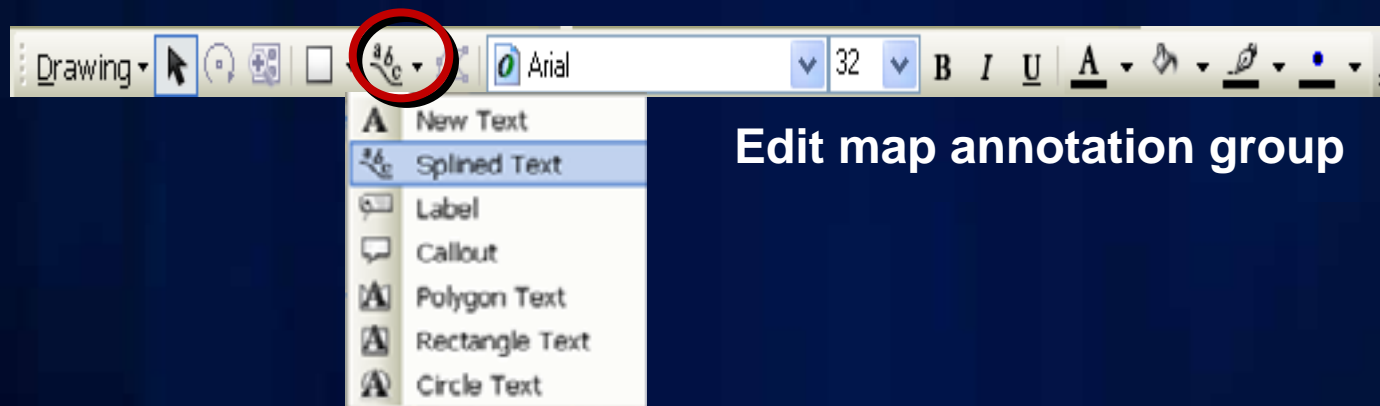 Drawing Arial 32 B I U A
New Text
Edit map annotation group
Splined Text
Label
Callout
Polygon Text
Rectangle Text
Circle Text